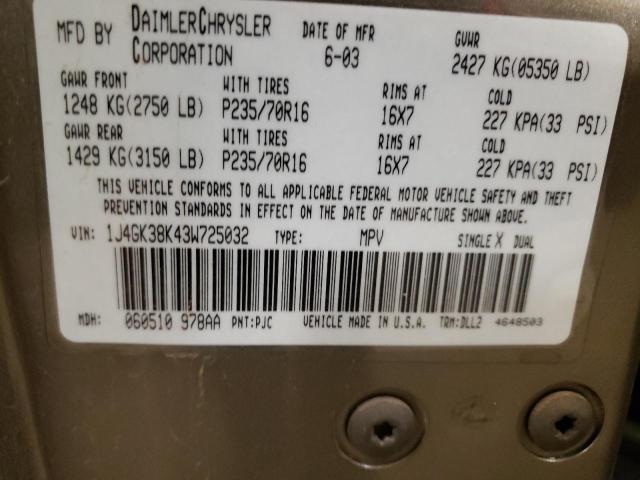 MFD BY DAIMLERCHRYSLER CORPORATION DATE OF MFR 6-03 GVWR 2427 KG(05350 LB)
GAWR FRONT WITH TIRES RIMS AT COLD
1248 KG(2750 LB) P235/70R16 16X7 227 KPA(33 PSI)
GAWR REAR WITH TIRES RIMS AT COLD
1429 KG(3150 LB) P235/70R16 16X7 227 KPA(33 PSI)
THIS VEHICLE CONFORMS TO ALL APPLICABLE FEDERAL MOTOR VEHICLE SAFETY AND THEFT
PREVENTION STANDARDS IN EFFECT ON THE DATE OF MANUFACTURE SHOWN ABOVE.
VIN: 1J4GK38K43W725032 TYPE: MPV SINGLE X DUAL
MDH: 060510 978AA PNT:PJC VEHICLE MADE IN U.S.A. TRM:DLL2 4648503